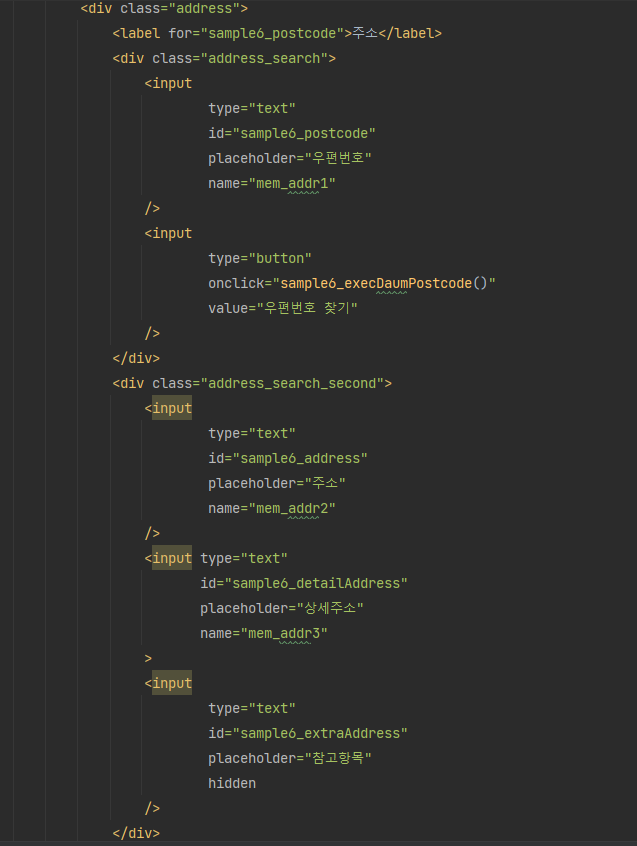 <div class="address">
<label for="sample6_postcode">주소</label>
<div class="address_search">
<input
type="text"
id="sample6_postcode"
placeholder="우편번호"
name="mem_addr1"
/>
<input
type="button"
onclick="sample6_execDaumPostcode()"
value="우편번호 찾기"
/>
</div>
<div class="address_search_second">
<input
type="text"
id="sample6_address"
placeholder="주소"
name="mem_addr2"
/>
<input type="text"
id="sample6_detailAddress"
placeholder="상세주소"
name="mem_addr3"
>
<input
type="text"
id="sample6_extraAddress"
placeholder="참고항목"
hidden
/>
</div>